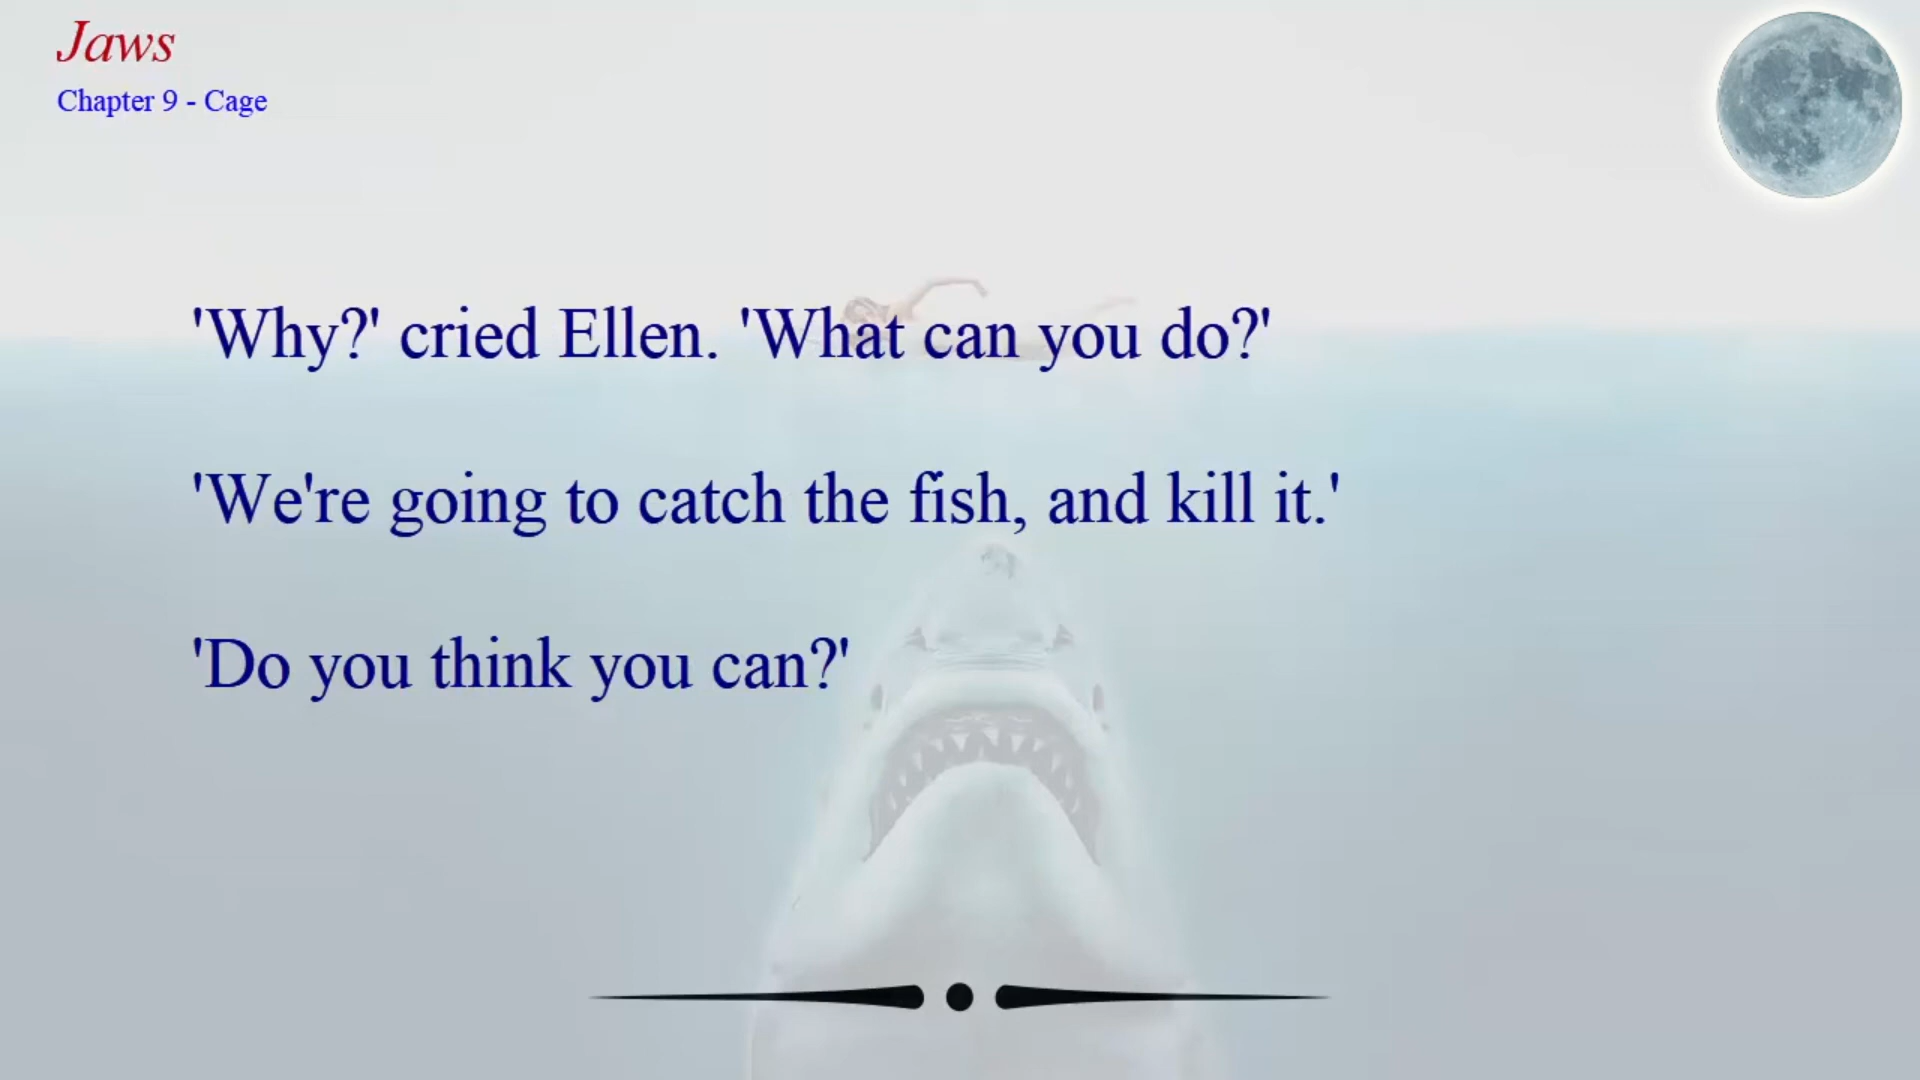 Jaws
Chapter 9 - Cage
'Why?' cried Ellen. 'What can you do?'
'We're going to catch the fish, and kill it.'
'Do you think you can?'